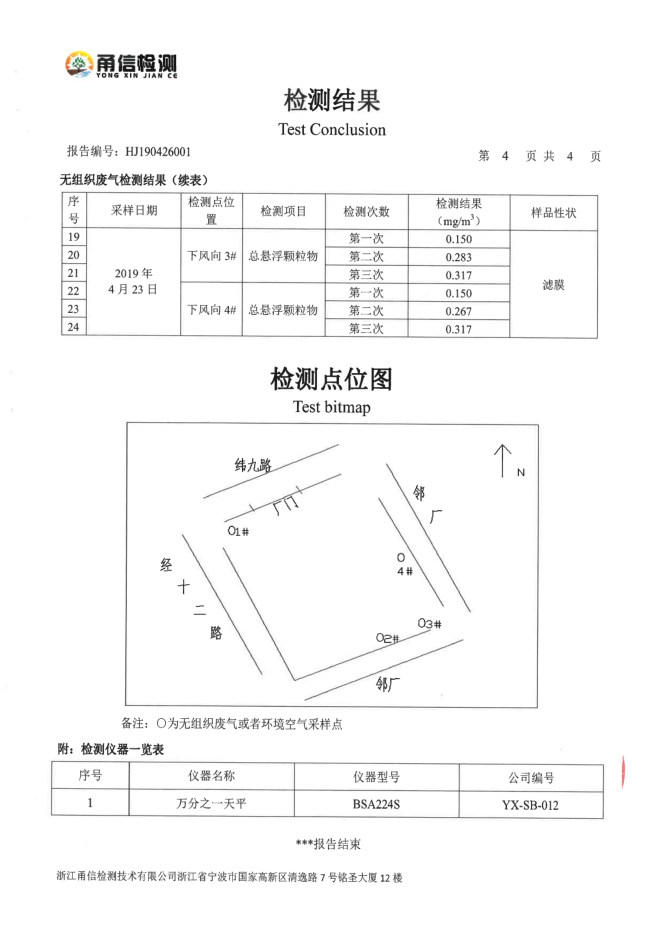 甬信检测
YONG XIN JIAN CE
检测结果
Test Conclusion
报告编号：HJ190426001
第 4 页 共 4 页
无组织废气检测结果（续表）
序号 采样日期 检测点位置 检测项目 检测次数 检测结果（mg/m³） 样品性状
19 2019 年 4 月 23 日 下风向 3# 总悬浮颗粒物 第一次 0.150 滤膜
20 第二次 0.283
21 第三次 0.317
22 下风向 4# 总悬浮颗粒物 第一次 0.150
23 第二次 0.267
24 第三次 0.317
检测点位图
Test bitmap
纬九路
N
厂门
邻厂
O1#
经十二路
O
4#
O3#
O2#
邻厂
备注：〇为无组织废气或者环境空气采样点
附：检测仪器一览表
序号 仪器名称 仪器型号 公司编号
1 万分之一天平 BSA224S YX-SB-012
***报告结束
浙江甬信检测技术有限公司浙江省宁波市国家高新区清逸路 7 号铭圣大厦 12 楼